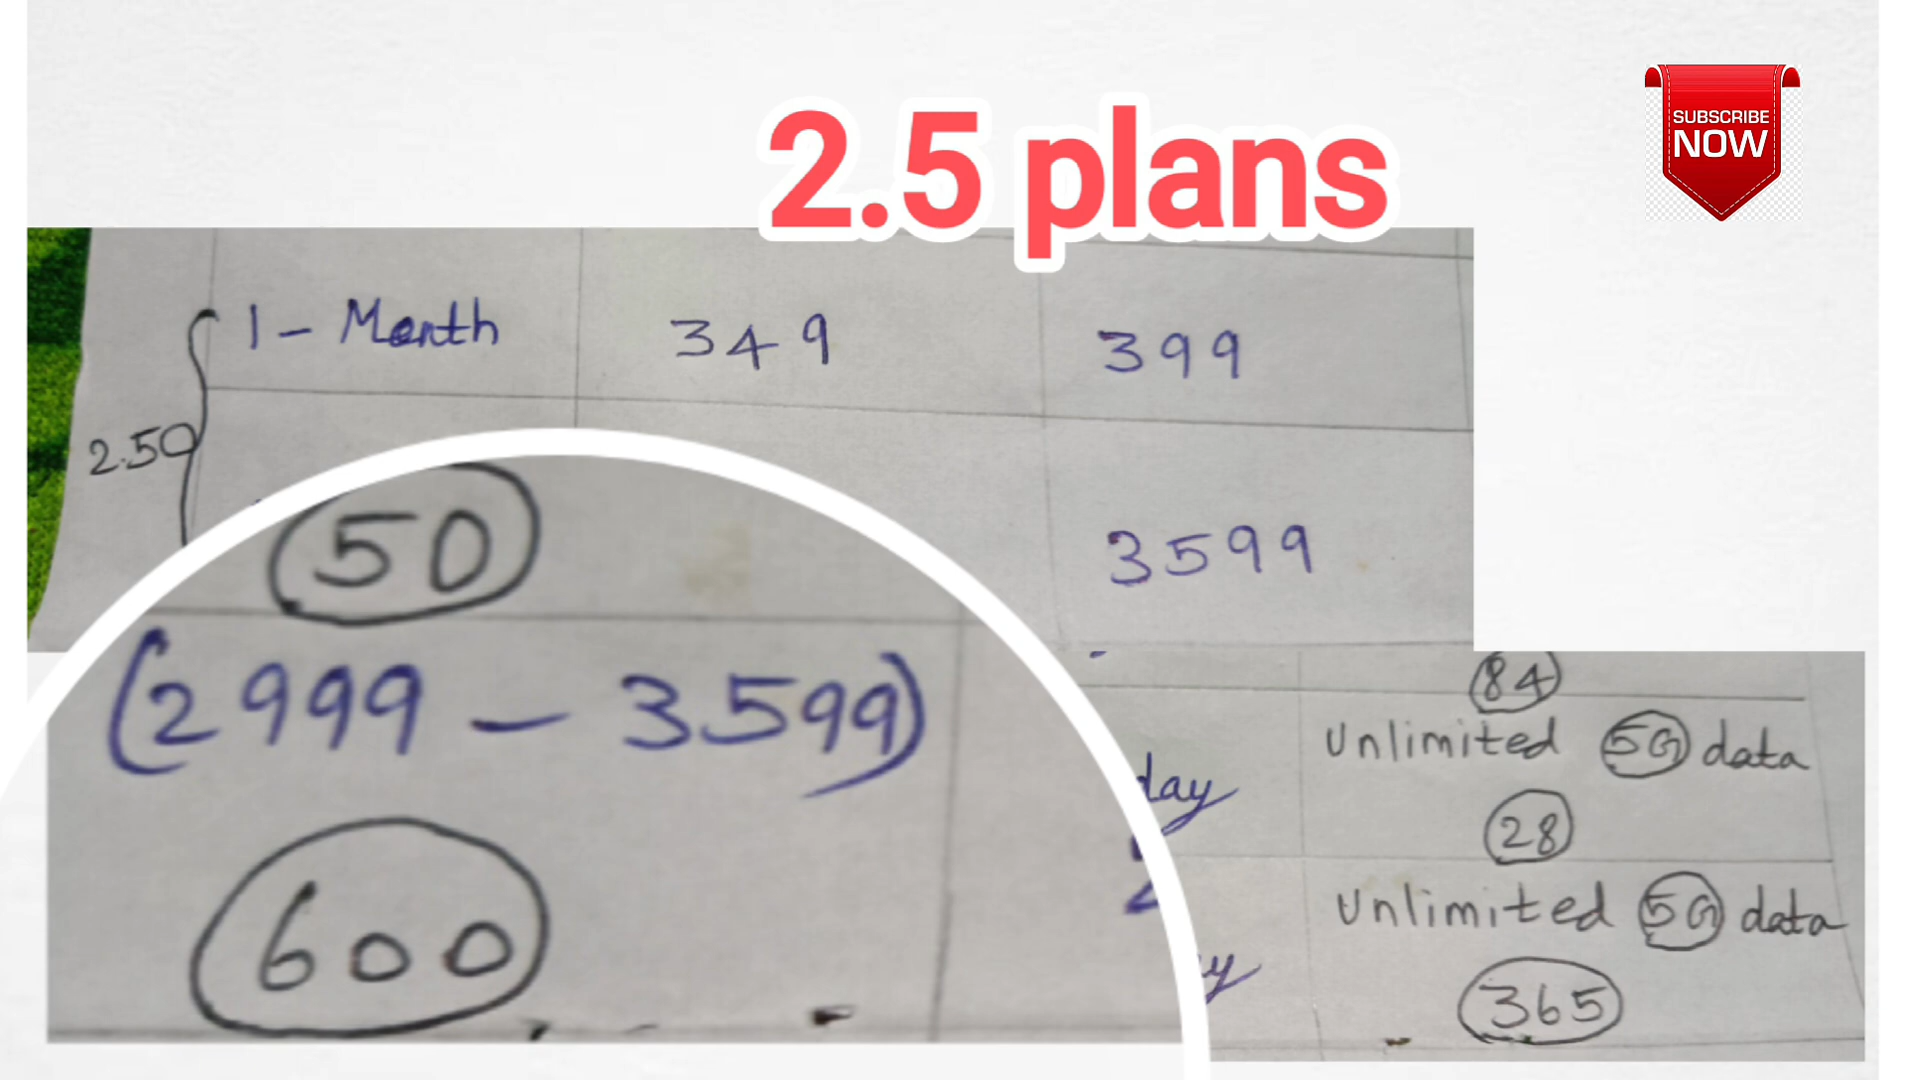 2.5 plans
SUBSCRIBE
NOW
1 - Month 349 399
2.50
3599
50
(2999 - 3599)
600
84
day Unlimited 5G data
28
Unlimited 5G data
365